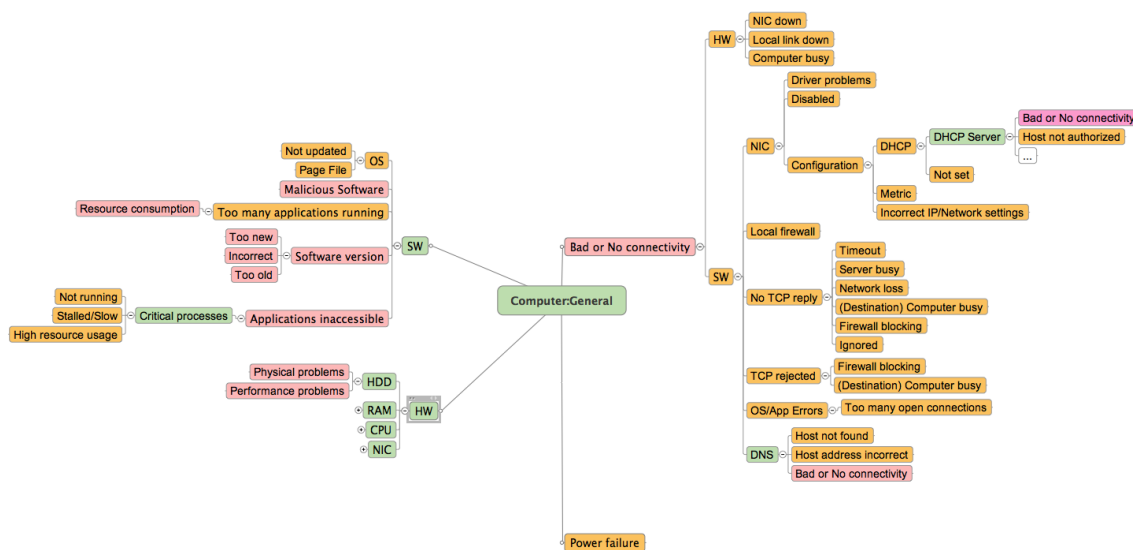 Computer:General
SW
OS
Not updated
Page File
Malicious Software
Too many applications running
Resource consumption
Software version
Too new
Incorrect
Too old
Applications inaccessible
Critical processes
Not running
Stalled/Slow
High resource usage
HW
HDD
Physical problems
Performance problems
RAM
CPU
NIC
Bad or No connectivity
HW
NIC down
Local link down
Computer busy
SW
NIC
Driver problems
Disabled
Configuration
DHCP
DHCP Server
Bad or No connectivity
Host not authorized
...
Not set
Metric
Incorrect IP/Network settings
Local firewall
No TCP reply
Timeout
Server busy
Network loss
(Destination) Computer busy
Firewall blocking
Ignored
TCP rejected
Firewall blocking
(Destination) Computer busy
OS/App Errors
Too many open connections
DNS
Host not found
Host address incorrect
Bad or No connectivity
Power failure